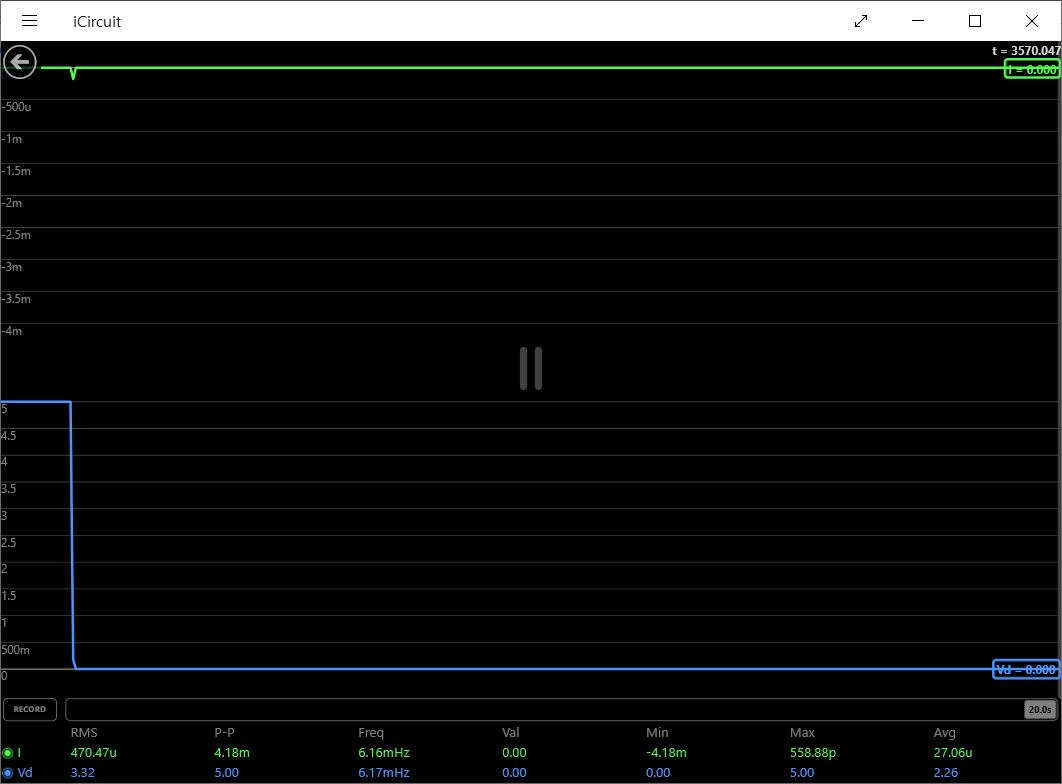 iCircuit
t = 3570.047
I = 0.000
-500u
-1m
-1.5m
-2m
-2.5m
-3m
-3.5m
-4m
5
4.5
4
3.5
3
2.5
2
1.5
1
500m
0
Vd = 0.000
RECORD
20.0s
RMS P-P Freq Val Min Max Avg
I 470.47u 4.18m 6.16mHz 0.00 -4.18m 558.88p 27.06u
Vd 3.32 5.00 6.17mHz 0.00 0.00 5.00 2.26